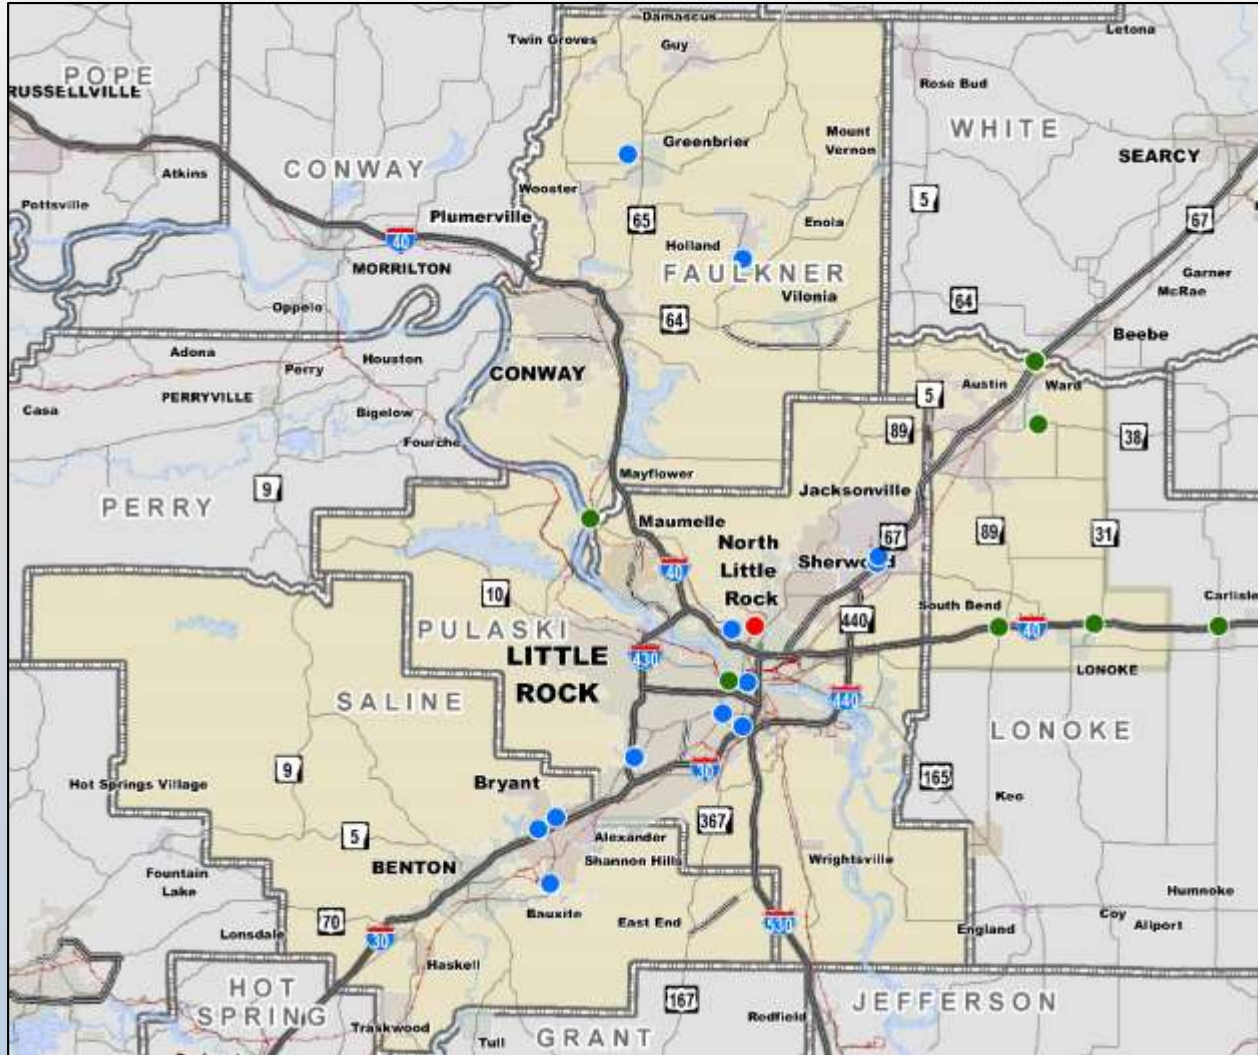 Damascus
Letona
Twin Groves
Guy
POPE
RUSSELLVILLE
Rose Bud
WHITE
Mount
Vernon
Greenbrier
SEARCY
CONWAY
Atkins
Wooster
5
Pottsville
Plumerville
65
Enola
67
40
Holland
MORRILTON
FAULKNER
Garner
McRae
Vilonia
64
Oppelo
64
Beebe
Adona
Houston
Perry
CONWAY
Austin
Ward
PERRYVILLE
5
Casa
Bigelow
89
38
Fourche
Mayflower
9
Jacksonville
PERRY
Maumelle
89
31
67
North
Little
Rock
Sherwood
40
10
South Bend
Carlisle
440
PULASKI
40
LITTLE
ROCK
430
LONOKE
SALINE
440
LONOKE
9
30
165
Hot Springs Village
Bryant
Keo
367
5
Alexander
Shannon Hills
Wrightsville
BENTON
Fountain
Lake
Humnoke
Bauxite
Coy
Allport
70
East End
530
England
Lonsdale
30
Haskell
HOT
SPRING
167
JEFFERSON
Redfield
Traskwood
GRANT
Tull